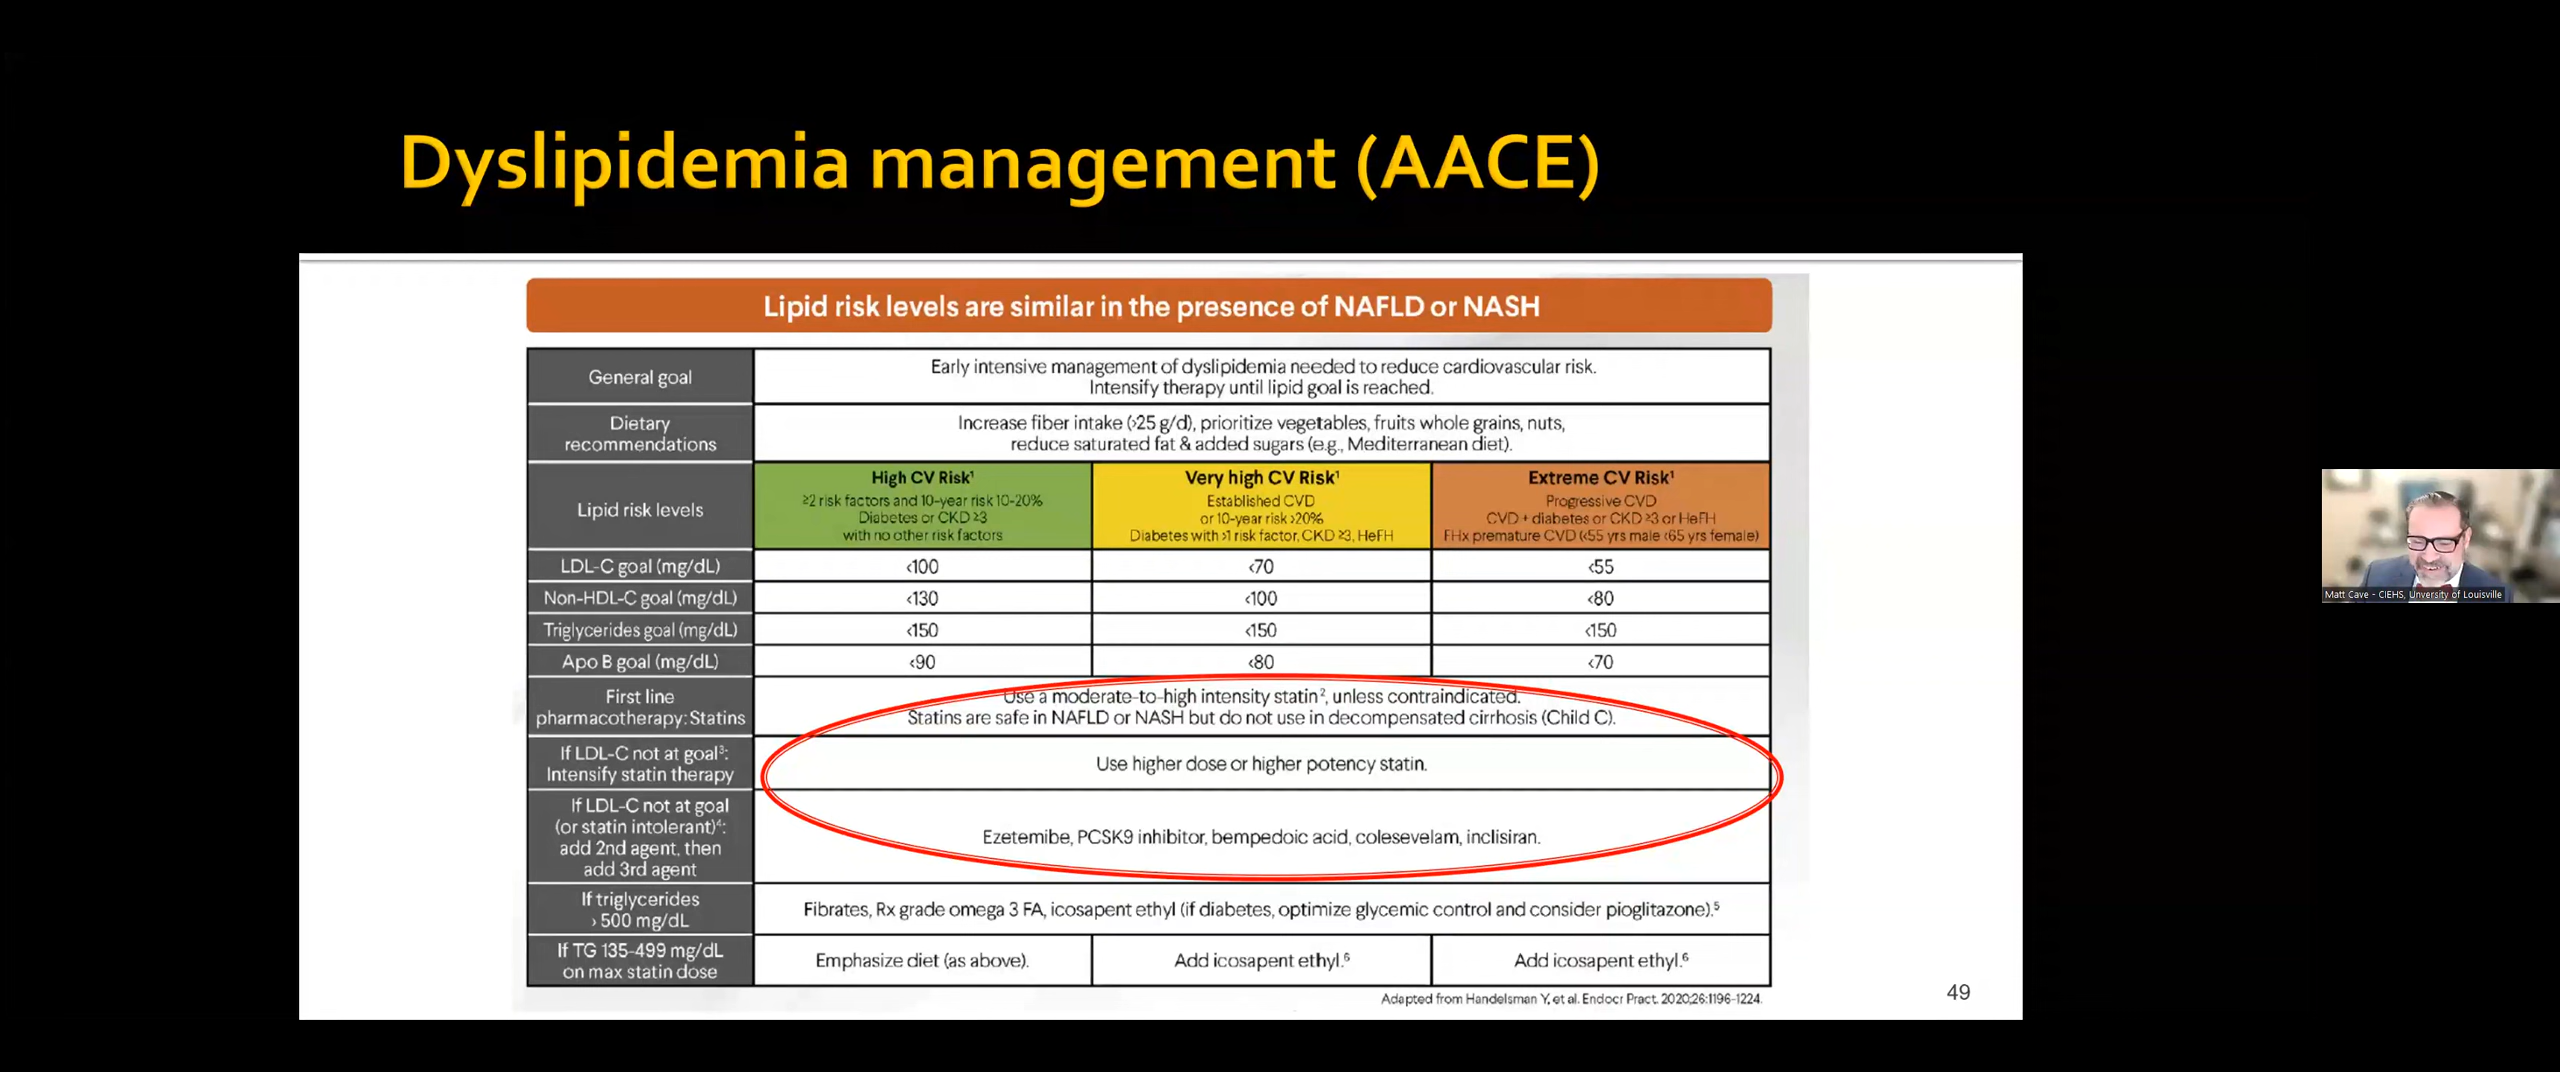 Dyslipidemia management (AACE)
Lipid risk levels are similar in the presence of NAFLD or NASH
General goal
Early intensive management of dyslipidemia needed to reduce cardiovascular risk.
Intensify therapy until lipid goal is reached.
Dietary
recommendations
Increase fiber intake (>25 g/d), prioritize vegetables, fruits whole grains, nuts,
reduce saturated fat & added sugars (e.g., Mediterranean diet).
Lipid risk levels
High CV Risk¹
≥2 risk factors and 10-year risk 10-20%
Diabetes or CKD ≥3
with no other risk factors
Very high CV Risk¹
Established CVD
or 10-year risk >20%
Diabetes with >1 risk factor, CKD ≥3, HeFH
Extreme CV Risk¹
Progressive CVD
CVD + diabetes or CKD ≥3 or HeFH
FHx premature CVD (<55 yrs male <65 yrs female)
LDL-C goal (mg/dL)
<100
<70
<55
Non-HDL-C goal (mg/dL)
<130
<100
<80
Triglycerides goal (mg/dL)
<150
<150
<150
Apo B goal (mg/dL)
<90
<80
<70
First line
pharmacotherapy: Statins
Use a moderate-to-high intensity statin², unless contraindicated.
Statins are safe in NAFLD or NASH but do not use in decompensated cirrhosis (Child C).
If LDL-C not at goal³:
Intensify statin therapy
Use higher dose or higher potency statin.
If LDL-C not at goal
(or statin intolerant)⁴:
add 2nd agent, then
add 3rd agent
Ezetemibe, PCSK9 inhibitor, bempedoic acid, colesevelam, inclisiran.
If triglycerides
> 500 mg/dL
Fibrates, Rx grade omega 3 FA, icosapent ethyl (if diabetes, optimize glycemic control and consider pioglitazone).⁵
If TG 135-499 mg/dL
on max statin dose
Emphasize diet (as above).
Add icosapent ethyl.⁶
Add icosapent ethyl.⁶
Adapted from Handelsman Y, et al. Endocr Pract. 2020;26:1196-1224.
49
Matt Cave - CIEHS, Unversity of Louisville